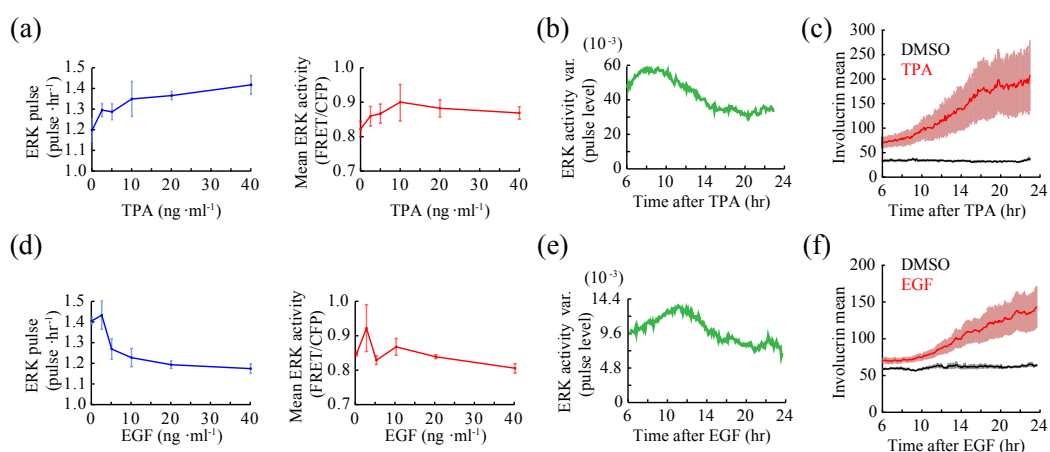 (a)
ERK pulse
(pulse ·hr⁻¹)
1.5
1.4
1.3
1.2
1.1
1.0
0 10 20 30 40
TPA (ng ·ml⁻¹)
Mean ERK activity
(FRET/CFP)
1.0
0.9
0.8
0.7
0 10 20 30 40
TPA (ng ·ml⁻¹)
(b)
(10⁻³)
ERK activity var.
(pulse level)
80
60
40
20
0
6 10 14 18 24
Time after TPA (hr)
(c)
DMSO
TPA
Involucrin mean
300
250
200
150
100
50
0
6 10 14 18 24
Time after TPA (hr)
(d)
ERK pulse
(pulse ·hr⁻¹)
1.5
1.4
1.3
1.2
1.1
1.0
0 10 20 30 40
EGF (ng ·ml⁻¹)
Mean ERK activity
(FRET/CFP)
1.0
0.9
0.8
0.7
0 10 20 30 40
EGF (ng ·ml⁻¹)
(e)
(10⁻³)
ERK activity var.
(pulse level)
14.4
12
9.6
7.2
4.8
0
6 10 14 18 24
Time after EGF (hr)
(f)
DMSO
EGF
Involucrin mean
200
150
100
50
0
6 10 14 18 24
Time after EGF (hr)